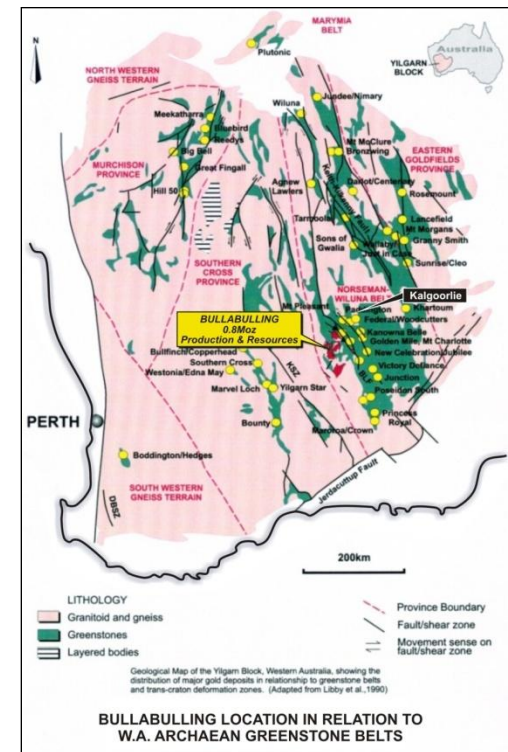 MARYMIA
BELT
Australia
YILGARN
BLOCK
N
Plutonic
NORTH WESTERN
GNEISS TERRAIN
Wiluna
Jundee/Nimary
Meekatharra
Bluebird
Reedys
Big Bell
Mt McClure
Bronzwing
EASTERN
GOLDFIELDS
PROVINCE
MURCHISON
PROVINCE
Great Fingall
Agnew
Lawlers
Darlot/Centenary
Rosemount
Hill 50
Tarmoola
Lancefield
Mt Morgans
Granny Smith
Sons of
Gwalia
Wallaby
Just in Case
Sunrise/Cleo
SOUTHERN
CROSS
PROVINCE
NORSEMAN-
WILUNA BELT
Kalgoorlie
Khartoum
Mt Pleasant
Paddington
Federal/Woodcutters
BULLABULLING
0.8Moz
Production & Resources
Kanowna Belle
Golden Mile, Mt Charlotte
New Celebration/Jubilee
Bullfinch/Copperhead
Southern Cross
Westonia/Edna May
KSZ
BLF
Victory Defiance
Junction
Marvel Loch
Yilgarn Star
Poseidon South
PERTH
Bounty
Princess
Royal
Maroroa/Crown
Boddington/Hedges
Jerdacuttup Fault
SOUTH WESTERN
GNEISS TERRAIN
DBSZ
200km
LITHOLOGY
Granitoid and gneiss
Greenstones
Layered bodies
Province Boundary
Fault/shear zone
Movement sense on
fault/shear zone
Geological Map of the Yilgarn Block, Western Australia, showing the
distribution of major gold deposits in relationship to greenstone belts
and trans-craton deformation zones. (Adapted from Libby et al.,1990)
BULLABULLING LOCATION IN RELATION TO
W.A. ARCHAEAN GREENSTONE BELTS